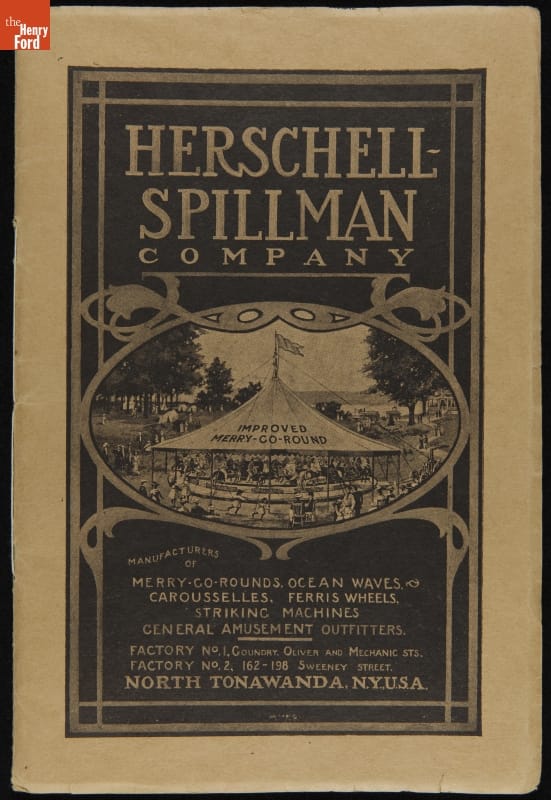 the
Henry
Ford
HERSCHELL-
SPILLMAN
COMPANY
IMPROVED
MERRY-GO-ROUND
MANUFACTURERS
OF
MERRY-GO-ROUNDS, OCEAN WAVES, &
CAROUSSELLES, FERRIS WHEELS,
STRIKING MACHINES
GENERAL AMUSEMENT OUTFITTERS.
FACTORY NO. 1, GOUNDRY, OLIVER AND MECHANIC STS.
FACTORY NO. 2, 162-198 SWEENEY STREET.
NORTH TONAWANDA, N.Y., U.S.A.